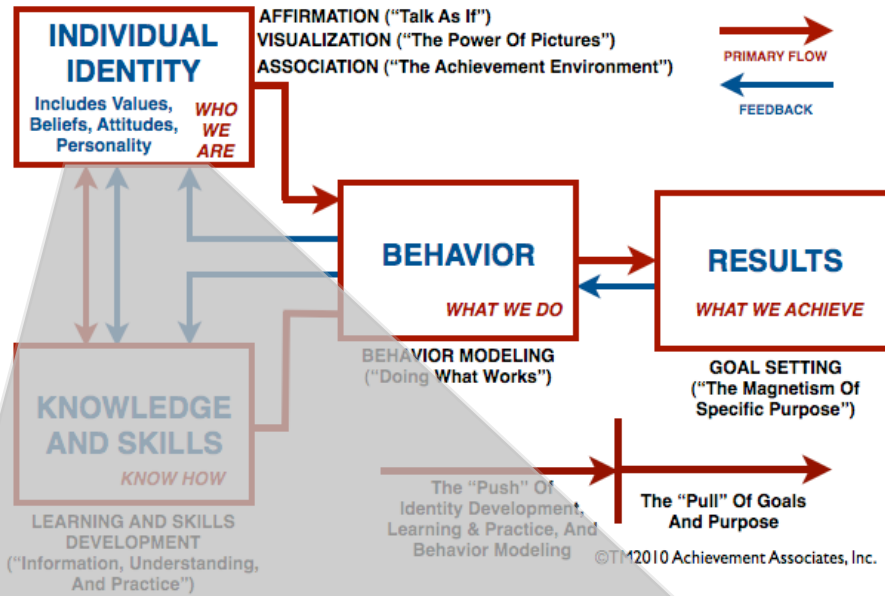 INDIVIDUAL
IDENTITY
Includes Values,
Beliefs, Attitudes,
Personality
WHO
WE
ARE
AFFIRMATION (“Talk As If”)
VISUALIZATION (“The Power Of Pictures”)
ASSOCIATION (“The Achievement Environment”)
PRIMARY FLOW
FEEDBACK
BEHAVIOR
WHAT WE DO
BEHAVIOR MODELING
(“Doing What Works”)
RESULTS
WHAT WE ACHIEVE
GOAL SETTING
(“The Magnetism Of
Specific Purpose”)
KNOWLEDGE
AND SKILLS
KNOW HOW
LEARNING AND SKILLS
DEVELOPMENT
(“Information, Understanding,
And Practice”)
The “Push” Of
Identity Development,
Learning & Practice, And
Behavior Modeling
The “Pull” Of Goals
And Purpose
©TM2010 Achievement Associates, Inc.